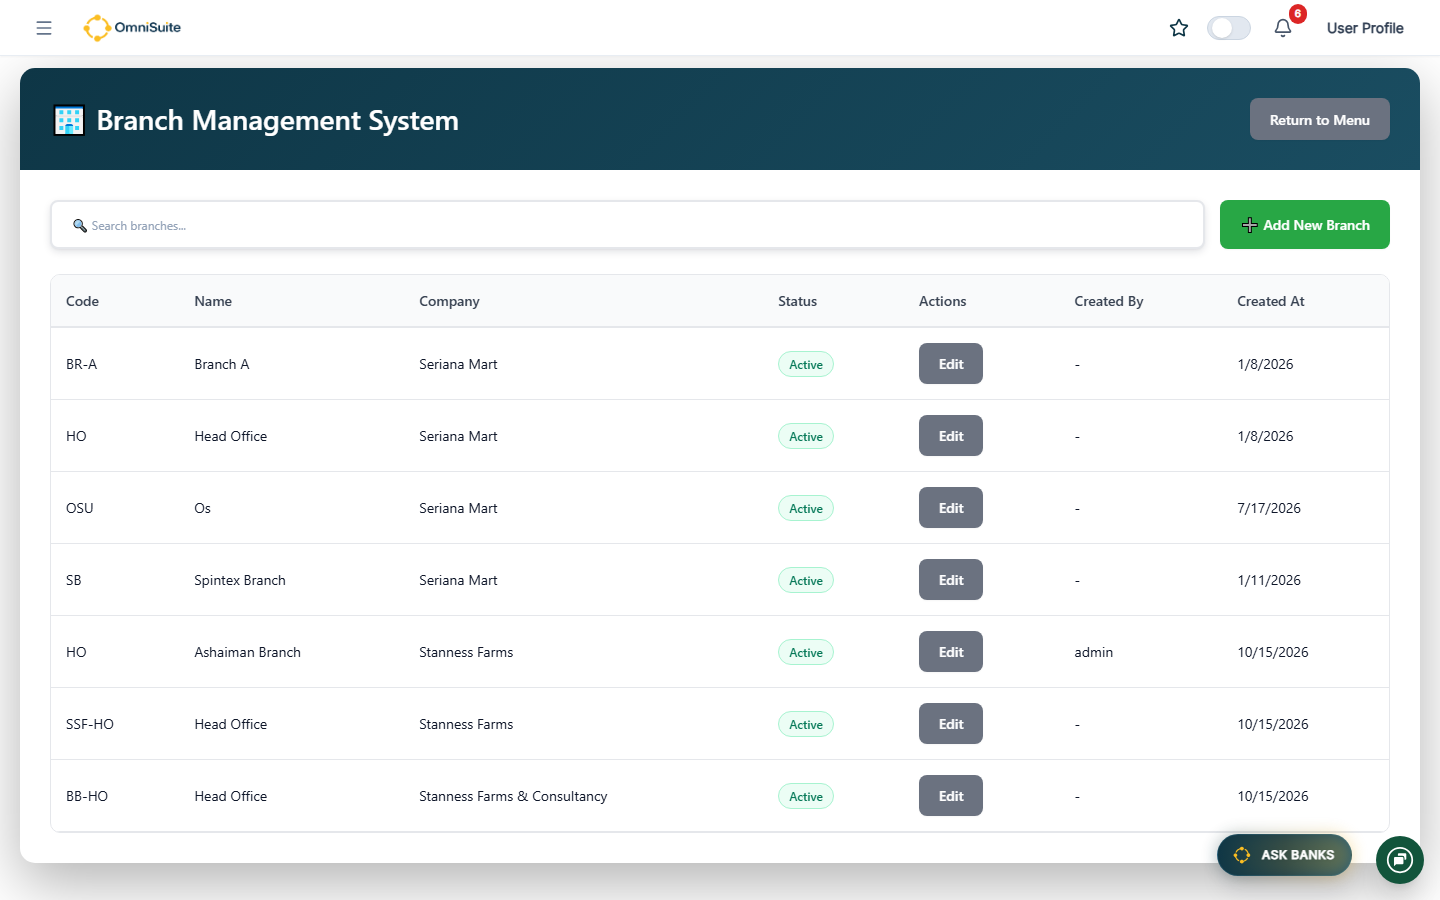 OmniSuite
6
User Profile
Branch Management System
Return to Menu
Search branches...
Add New Branch
Code Name Company Status Actions Created By Created At
BR-A Branch A Seriana Mart Active Edit - 1/8/2026
HO Head Office Seriana Mart Active Edit - 1/8/2026
OSU Os Seriana Mart Active Edit - 7/17/2026
SB Spintex Branch Seriana Mart Active Edit - 1/11/2026
HO Ashaiman Branch Stanness Farms Active Edit admin 10/15/2026
SSF-HO Head Office Stanness Farms Active Edit - 10/15/2026
BB-HO Head Office Stanness Farms & Consultancy Active Edit - 10/15/2026
ASK BANKS